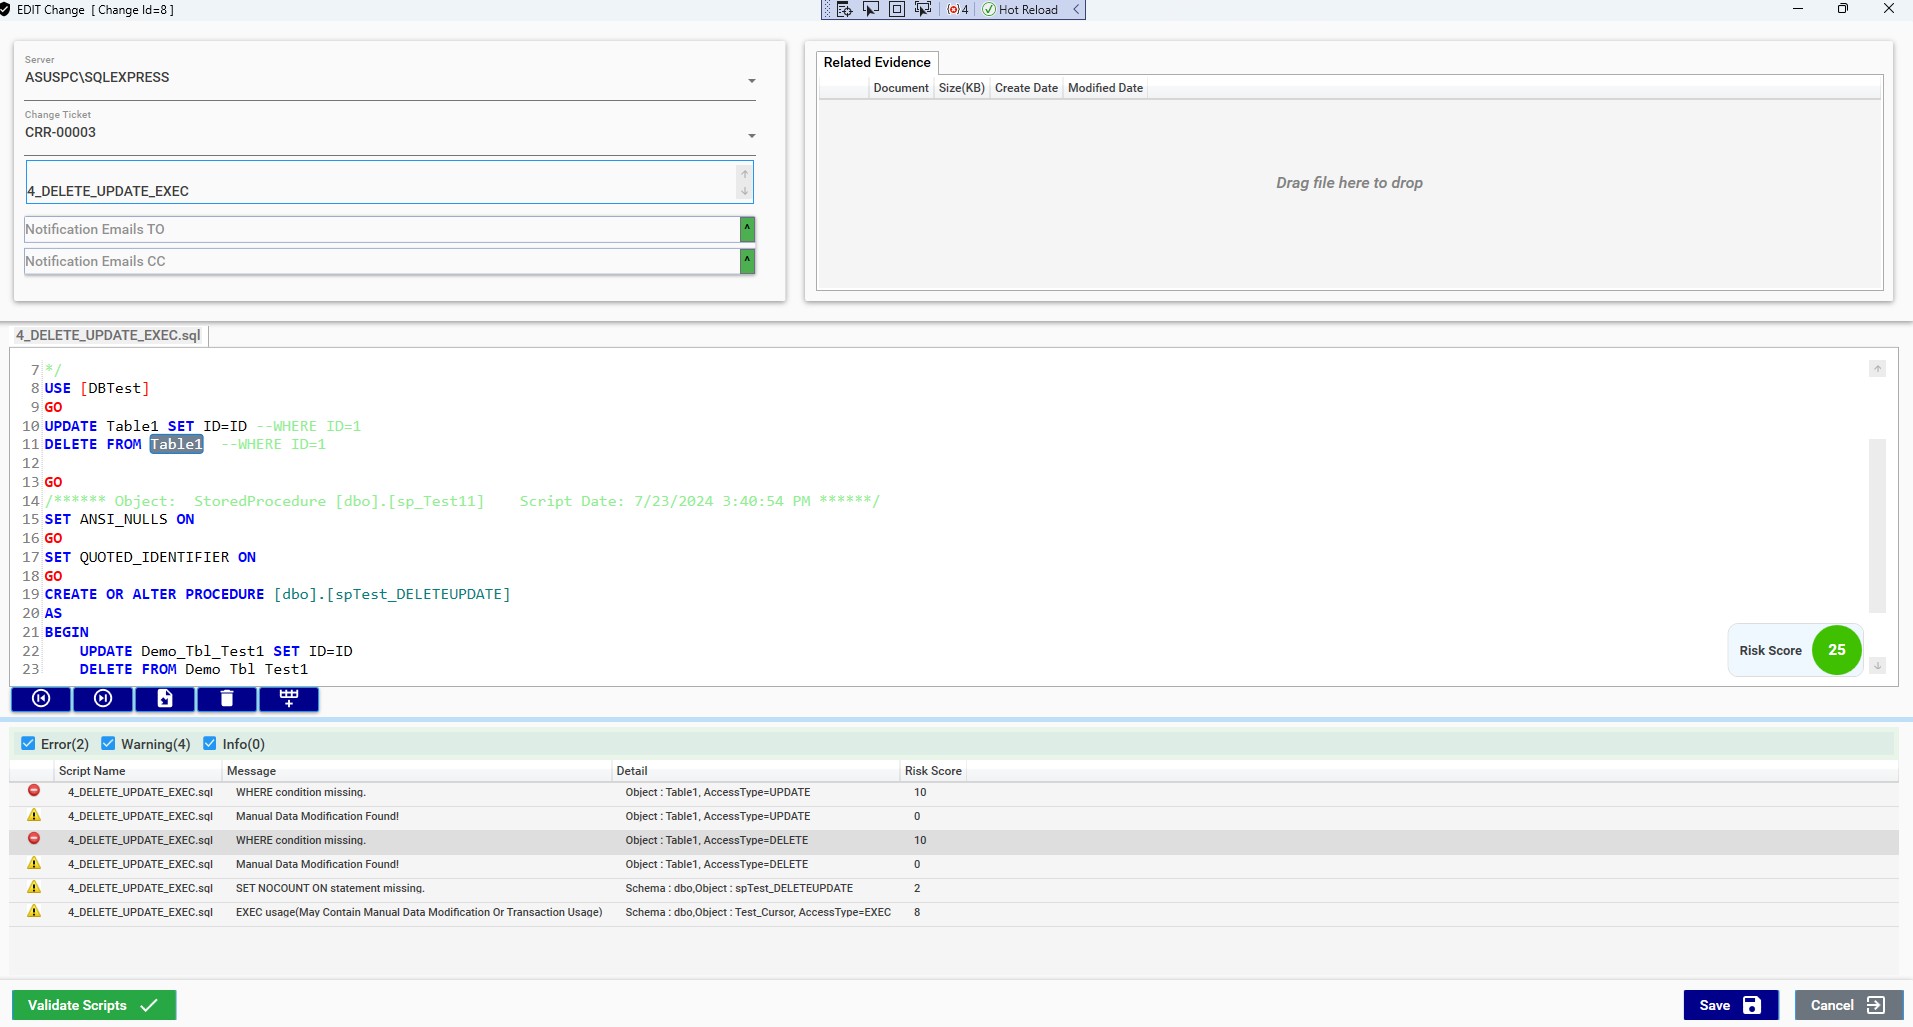 EDIT Change [ Change Id=8 ]
4 Hot Reload
Server
ASUSPC\SQLEXPRESS
Change Ticket
CRR-00003
4_DELETE_UPDATE_EXEC
Notification Emails TO ^
Notification Emails CC ^
Related Evidence
Document Size(KB) Create Date Modified Date
Drag file here to drop
4_DELETE_UPDATE_EXEC.sql
7 */
8 USE [DBTest]
9 GO
10 UPDATE Table1 SET ID=ID --WHERE ID=1
11 DELETE FROM Table1 --WHERE ID=1
12
13 GO
14 /****** Object: StoredProcedure [dbo].[sp_Test11] Script Date: 7/23/2024 3:40:54 PM ******/
15 SET ANSI_NULLS ON
16 GO
17 SET QUOTED_IDENTIFIER ON
18 GO
19 CREATE OR ALTER PROCEDURE [dbo].[spTest_DELETEUPDATE]
20 AS
21 BEGIN
22 UPDATE Demo_Tbl_Test1 SET ID=ID
23 DELETE FROM Demo_Tbl_Test1
Risk Score 25
Error(2) Warning(4) Info(0)
Script Name Message Detail Risk Score
4_DELETE_UPDATE_EXEC.sql WHERE condition missing. Object : Table1, AccessType=UPDATE 10
4_DELETE_UPDATE_EXEC.sql Manual Data Modification Found! Object : Table1, AccessType=UPDATE 0
4_DELETE_UPDATE_EXEC.sql WHERE condition missing. Object : Table1, AccessType=DELETE 10
4_DELETE_UPDATE_EXEC.sql Manual Data Modification Found! Object : Table1, AccessType=DELETE 0
4_DELETE_UPDATE_EXEC.sql SET NOCOUNT ON statement missing. Schema : dbo,Object : spTest_DELETEUPDATE 2
4_DELETE_UPDATE_EXEC.sql EXEC usage(May Contain Manual Data Modification Or Transaction Usage) Schema : dbo,Object : Test_Cursor, AccessType=EXEC 8
Validate Scripts Save Cancel